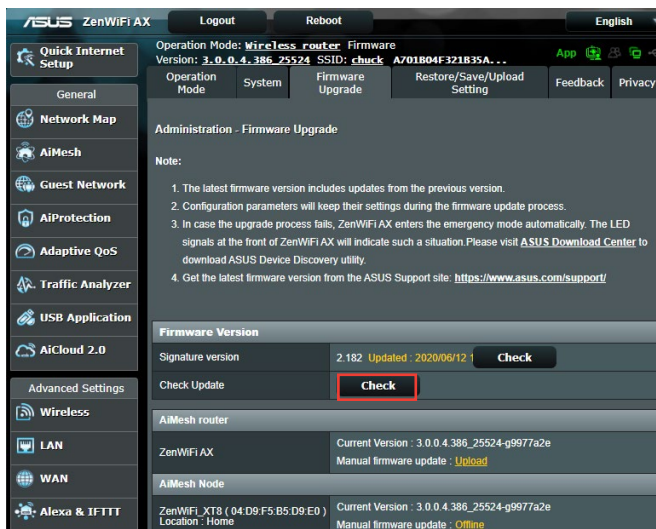 ASUS ZenWiFi AX Logout Reboot English
Quick Internet Setup
General
Network Map
AiMesh
Guest Network
AiProtection
Adaptive QoS
Traffic Analyzer
USB Application
AiCloud 2.0
Advanced Settings
Wireless
LAN
WAN
Alexa & IFTTT
Operation Mode: Wireless router Firmware
Version: 3.0.0.4.386_25524 SSID: chuck A701B04F321B35A...
App
Operation Mode System Firmware Upgrade Restore/Save/Upload Setting Feedback Privacy
Administration - Firmware Upgrade
Note:
1. The latest firmware version includes updates from the previous version.
2. Configuration parameters will keep their settings during the firmware update process.
3. In case the upgrade process fails, ZenWiFi AX enters the emergency mode automatically. The LED
signals at the front of ZenWiFi AX will indicate such a situation.Please visit ASUS Download Center to
download ASUS Device Discovery utility.
4. Get the latest firmware version from the ASUS Support site: https://www.asus.com/support/
Firmware Version
Signature version 2.182 Updated : 2020/06/12 Check
Check Update Check
AiMesh router
ZenWiFi AX
Current Version : 3.0.0.4.386_25524-g9977a2e
Manual firmware update : Upload
AiMesh Node
ZenWiFi_XT8 ( 04:D9:F5:B5:D9:E0 )
Location : Home
Current Version : 3.0.0.4.386_25524-g9977a2e
Manual firmware update : Offline